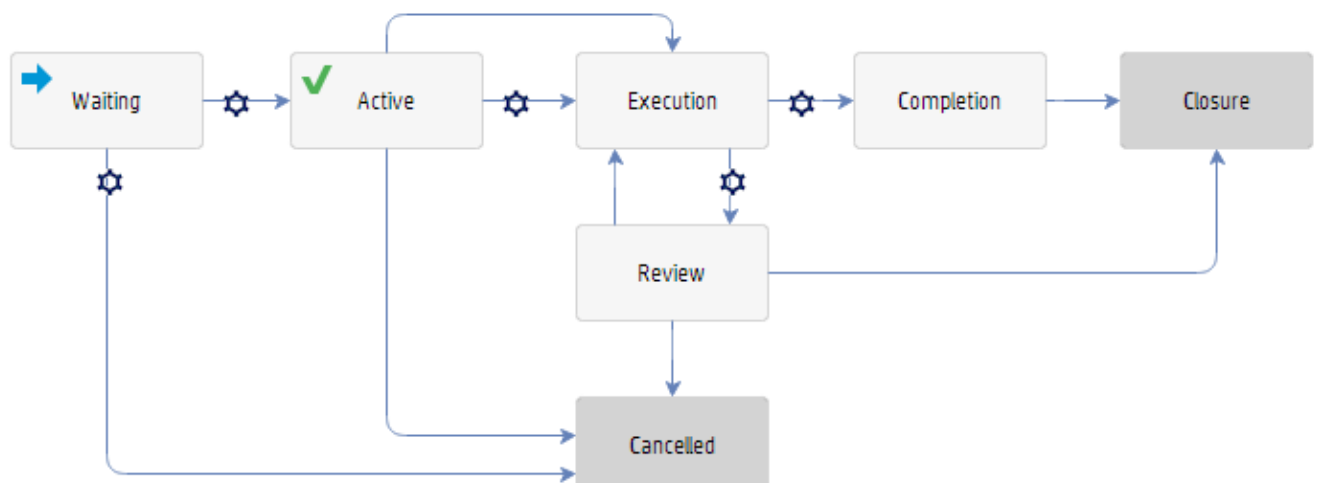 Waiting
Active
Execution
Completion
Closure
Review
Cancelled